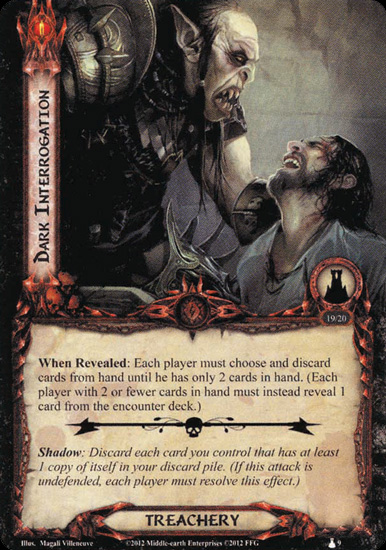 DARK INTERROGATION
19/20
When Revealed: Each player must choose and discard
cards from hand until he has only 2 cards in hand. (Each
player with 2 or fewer cards in hand must instead reveal 1
card from the encounter deck.)
Shadow: Discard each card you control that has at least
1 copy of itself in your discard pile. (If this attack is
undefended, each player must resolve this effect.)
TREACHERY
Illus. Magali Villeneuve
©2012 Middle-earth Enterprises ©2012 FFG
9